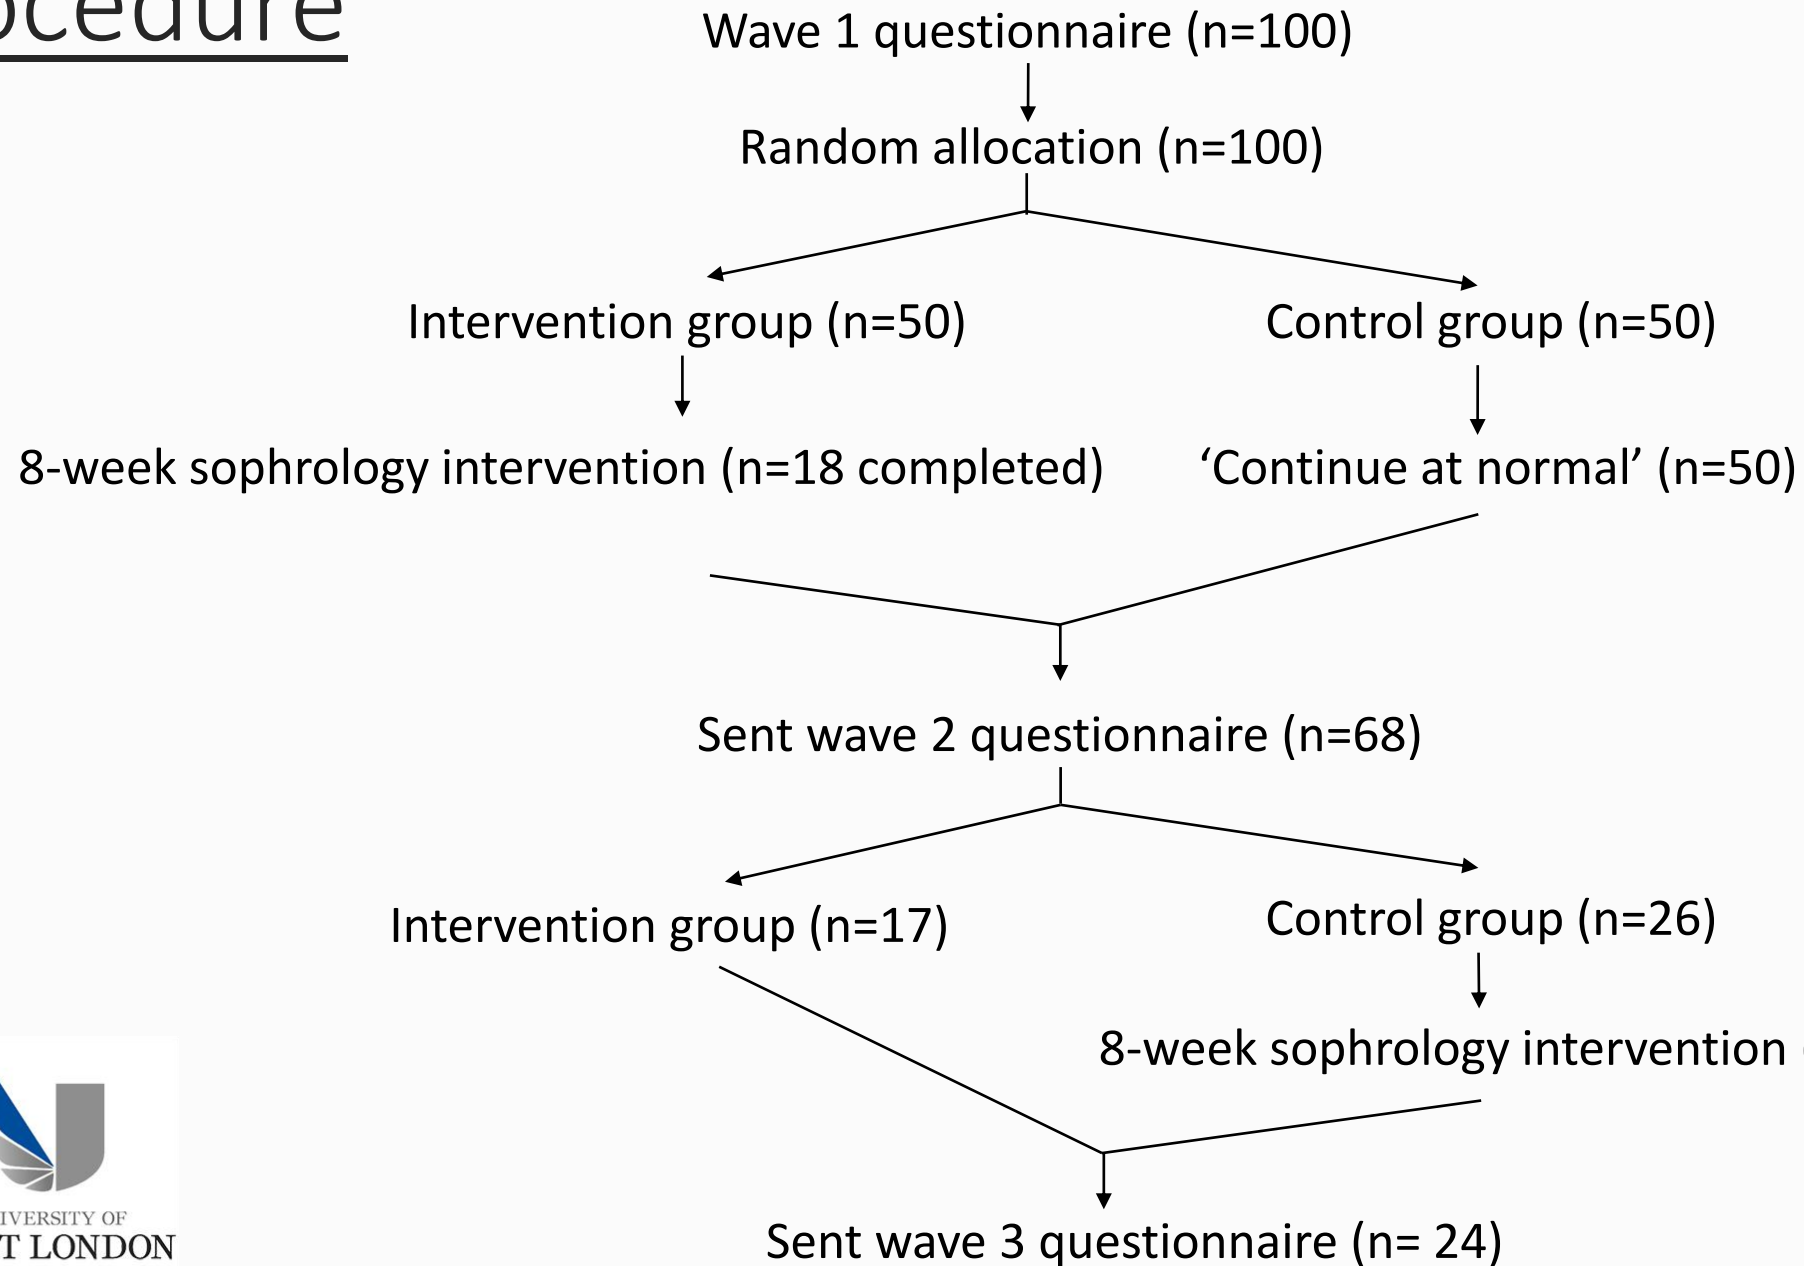 ocedure
Wave 1 questionnaire (n=100)
Random allocation (n=100)
Intervention group (n=50)
Control group (n=50)
8-week sophrology intervention (n=18 completed)
‘Continue at normal’ (n=50)
Sent wave 2 questionnaire (n=68)
Intervention group (n=17)
Control group (n=26)
8-week sophrology intervention
Sent wave 3 questionnaire (n= 24)
IVERSITY OF
T LONDON